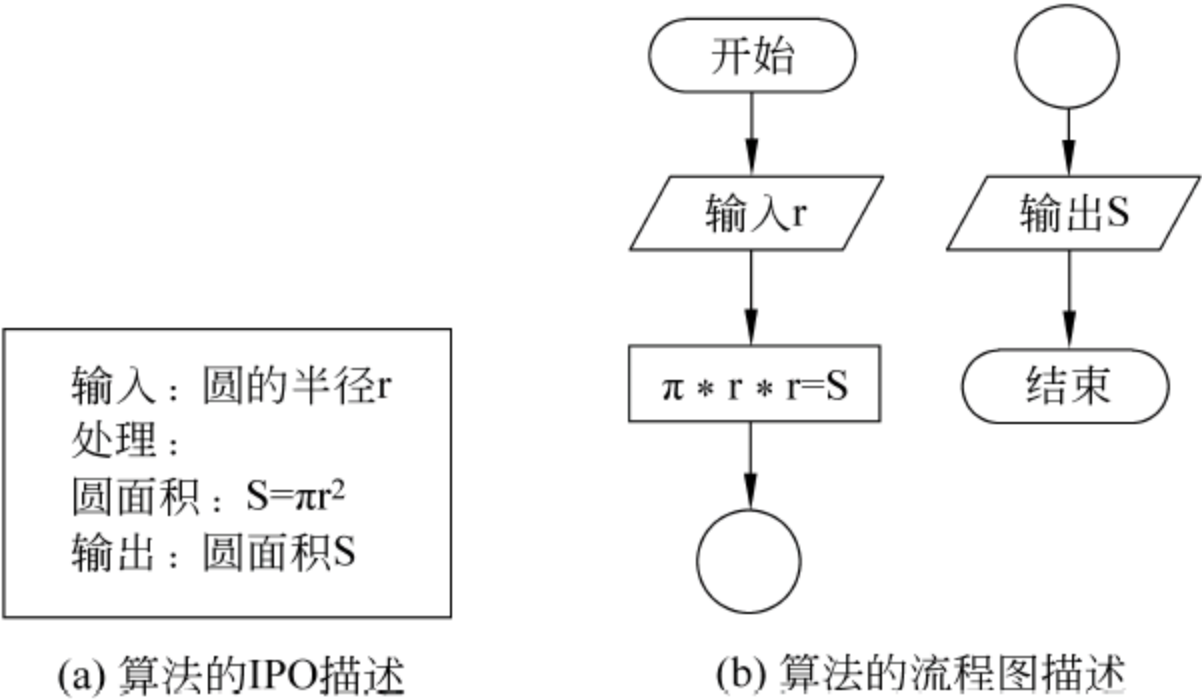 输入：圆的半径r
处理：
圆面积：S=πr²
输出：圆面积S
(a) 算法的IPO描述
开始
输入r
π * r * r=S
输出S
结束
(b) 算法的流程图描述